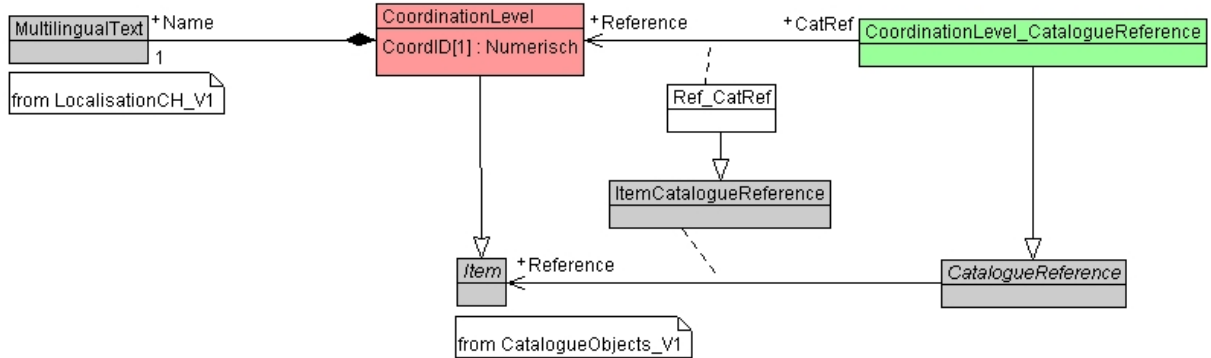 MultilingualText
+Name
1
from LocalisationCH_V1
CoordinationLevel
CoordID[1] : Numerisch
+Reference
+CatRef
CoordinationLevel_CatalogueReference
Ref_CatRef
ItemCatalogueReference
Item
+Reference
CatalogueReference
from CatalogueObjects_V1